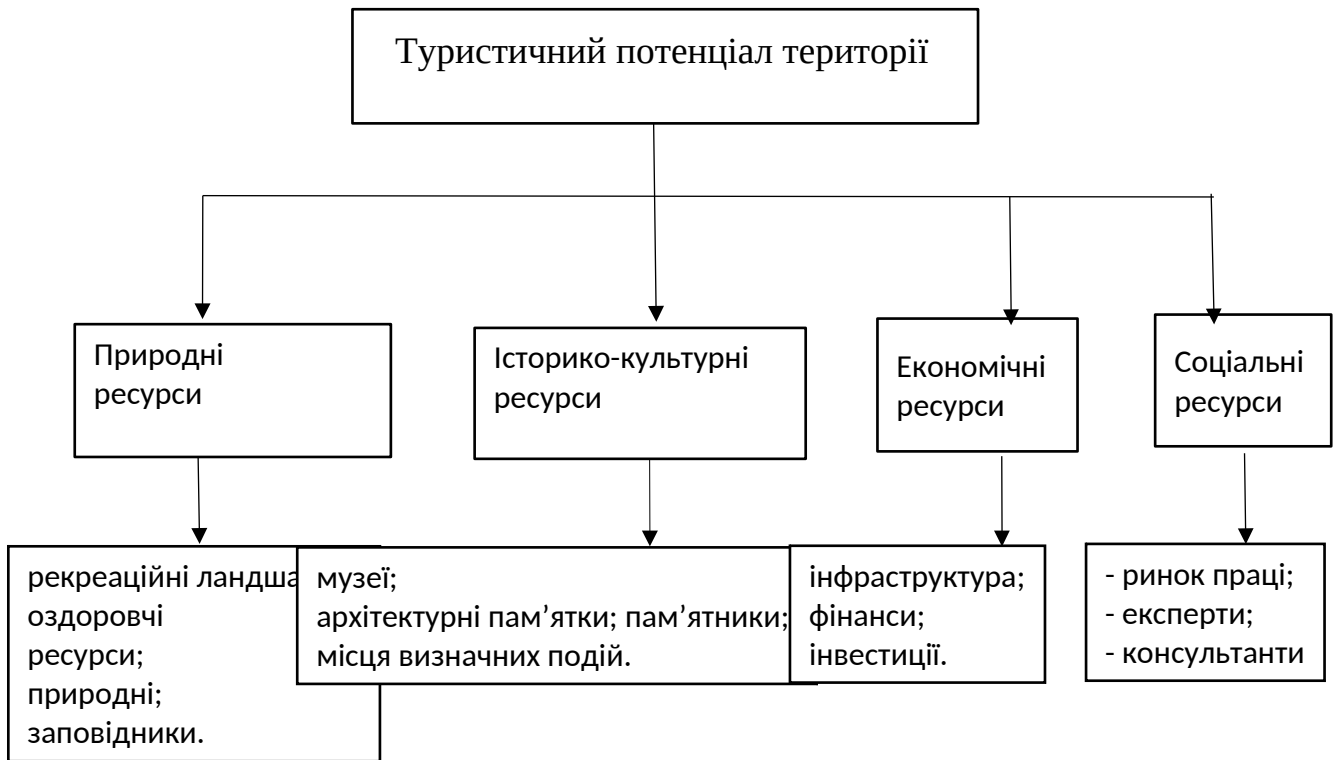 Туристичний потенціал території
Природні
ресурси
Історико-культурні
ресурси
Економічні
ресурси
Соціальні
ресурси
рекреаційні
оздоровчі
ресурси;
природні;
заповідники.
музеї;
архітектурні пам’ятки; пам’ятники;
місця визначних подій.
інфраструктура;
фінанси;
інвестиції.
- ринок праці;
- експерти;
- консультанти